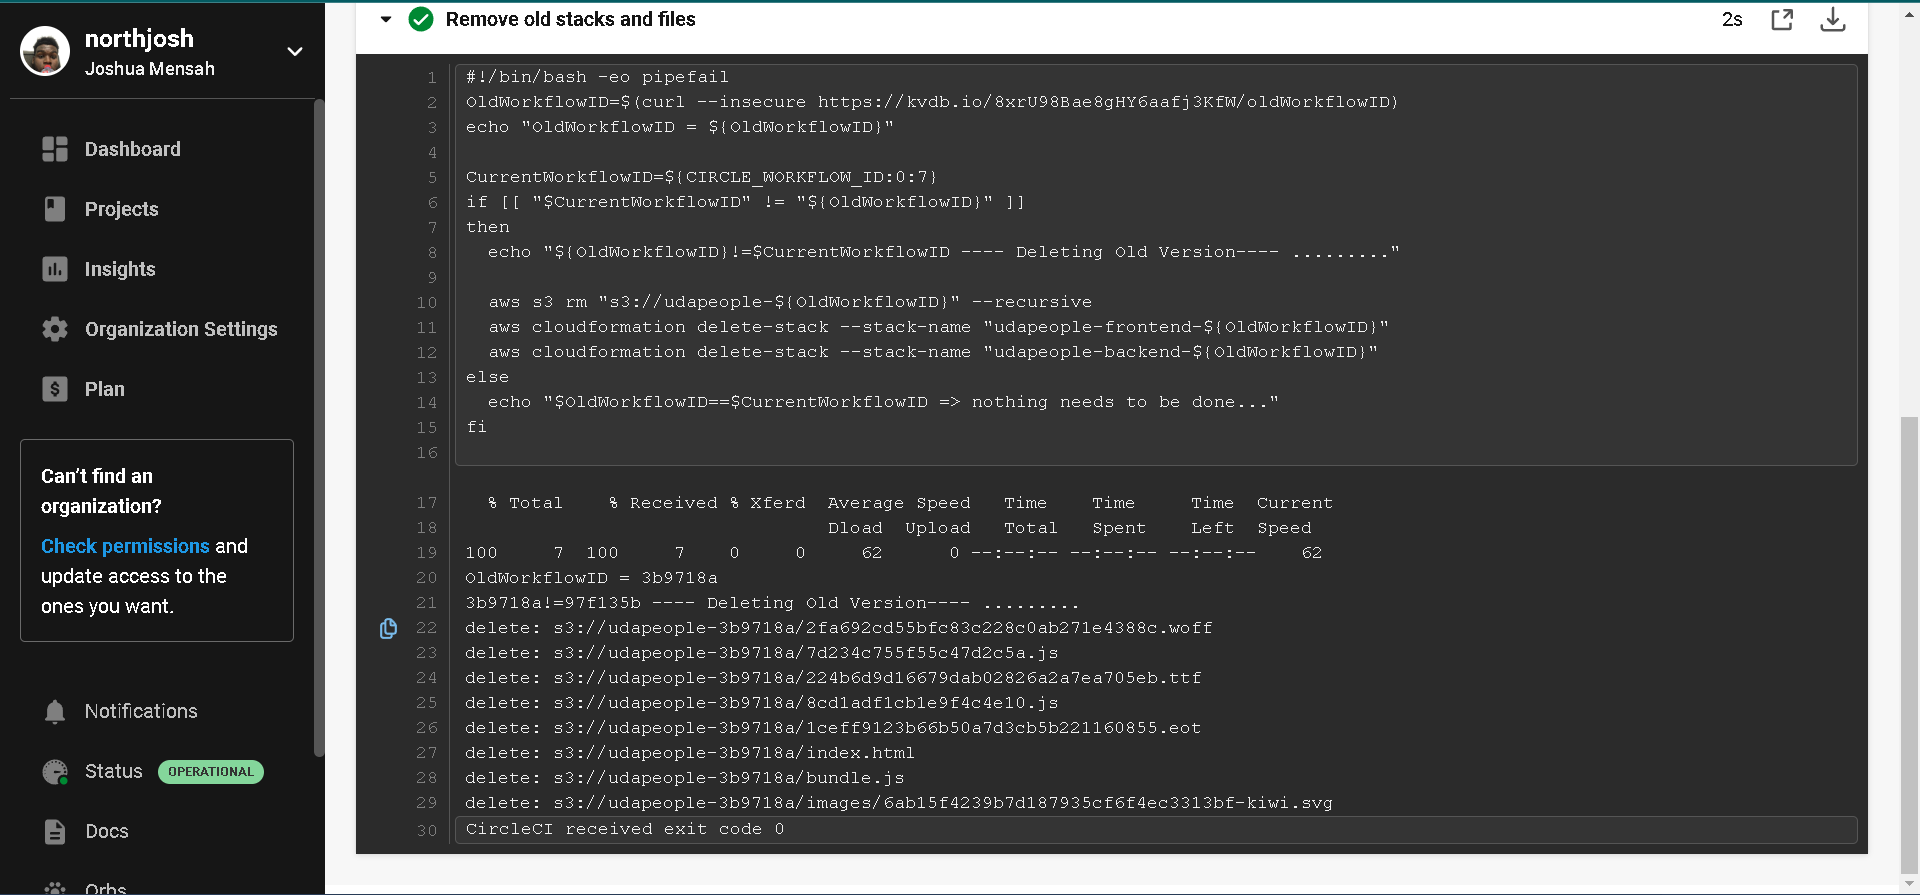 northjosh
Joshua Mensah
Dashboard
Projects
Insights
Organization Settings
Plan
Can't find an
organization?
Check permissions and
update access to the
ones you want.
Notifications
Status OPERATIONAL
Docs
Orbs
Remove old stacks and files
2s
1 #!/bin/bash -eo pipefail
2 OldWorkflowID=$(curl --insecure https://kvdb.io/8xrU98Bae8gHY6aafj3KfW/oldWorkflowID)
3 echo "OldWorkflowID = ${OldWorkflowID}"
4
5 CurrentWorkflowID=${CIRCLE_WORKFLOW_ID:0:7}
6 if [[ "$CurrentWorkflowID" != "${OldWorkflowID}" ]]
7 then
8   echo "${OldWorkflowID}!=$CurrentWorkflowID ---- Deleting Old Version---- ........."
9
10   aws s3 rm "s3://udapeople-${OldWorkflowID}" --recursive
11   aws cloudformation delete-stack --stack-name "udapeople-frontend-${OldWorkflowID}"
12   aws cloudformation delete-stack --stack-name "udapeople-backend-${OldWorkflowID}"
13 else
14   echo "$OldWorkflowID==$CurrentWorkflowID => nothing needs to be done..."
15 fi
16
17   % Total    % Received % Xferd  Average Speed   Time    Time     Time  Current
18                                  Dload  Upload   Total   Spent    Left  Speed
19 100     7  100     7    0     0     62      0 --:--:-- --:--:-- --:--:--    62
20 OldWorkflowID = 3b9718a
21 3b9718a!=97f135b ---- Deleting Old Version---- .........
22 delete: s3://udapeople-3b9718a/2fa692cd55bfc83c228c0ab271e4388c.woff
23 delete: s3://udapeople-3b9718a/7d234c755f55c47d2c5a.js
24 delete: s3://udapeople-3b9718a/224b6d9d16679dab02826a2a7ea705eb.ttf
25 delete: s3://udapeople-3b9718a/8cd1adf1cb1e9f4c4e10.js
26 delete: s3://udapeople-3b9718a/1ceff9123b66b50a7d3cb5b221160855.eot
27 delete: s3://udapeople-3b9718a/index.html
28 delete: s3://udapeople-3b9718a/bundle.js
29 delete: s3://udapeople-3b9718a/images/6ab15f4239b7d187935cf6f4ec3313bf-kiwi.svg
30 CircleCI received exit code 0